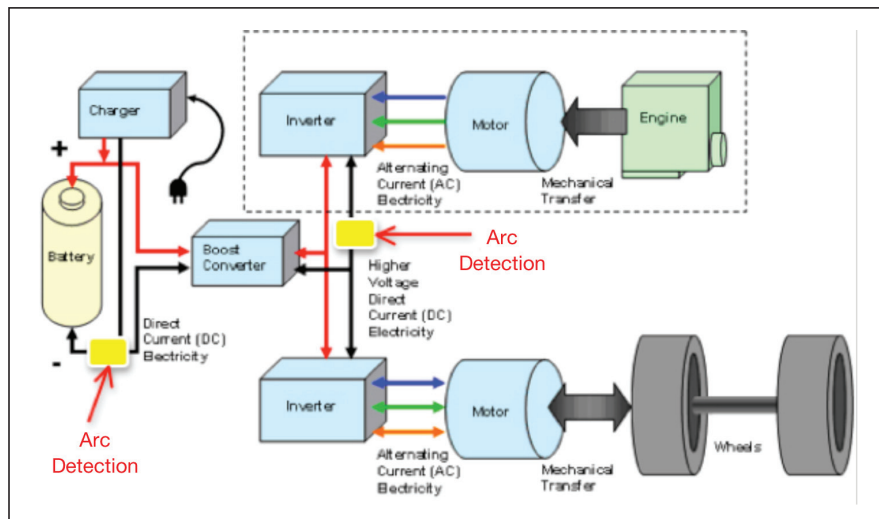 Charger
+
Battery
-
Direct
Current (DC)
Electricity
Arc
Detection
Boost
Converter
Inverter
Alternating
Current (AC)
Electricity
Motor
Mechanical
Transfer
Engine
Arc
Detection
Higher
Voltage
Direct
Current (DC)
Electricity
Inverter
Alternating
Current (AC)
Electricity
Motor
Mechanical
Transfer
Wheels